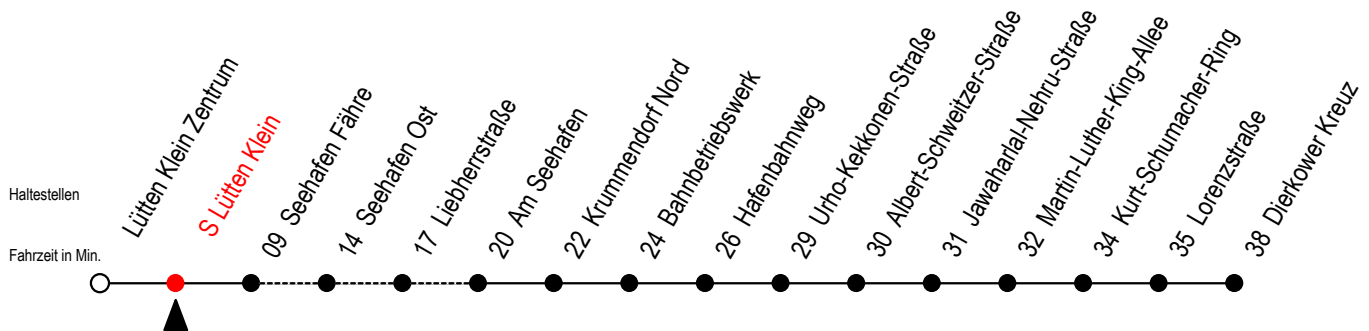 Haltestellen
Fahrzeit in Min.
Lütten Klein Zentrum
S Lütten Klein
09 Seehafen Fähre
14 Seehafen Ost
17 Liebherrstraße
20 Am Seehafen
22 Krummendorf Nord
24 Bahnbetriebswerk
26 Hafenbahnweg
29 Urho-Kekkonen-Straße
30 Albert-Schweitzer-Straße
31 Jawaharlal-Nehru-Straße
32 Martin-Luther-King-Allee
34 Kurt-Schumacher-Ring
35 Lorenzstraße
38 Dierkower Kreuz